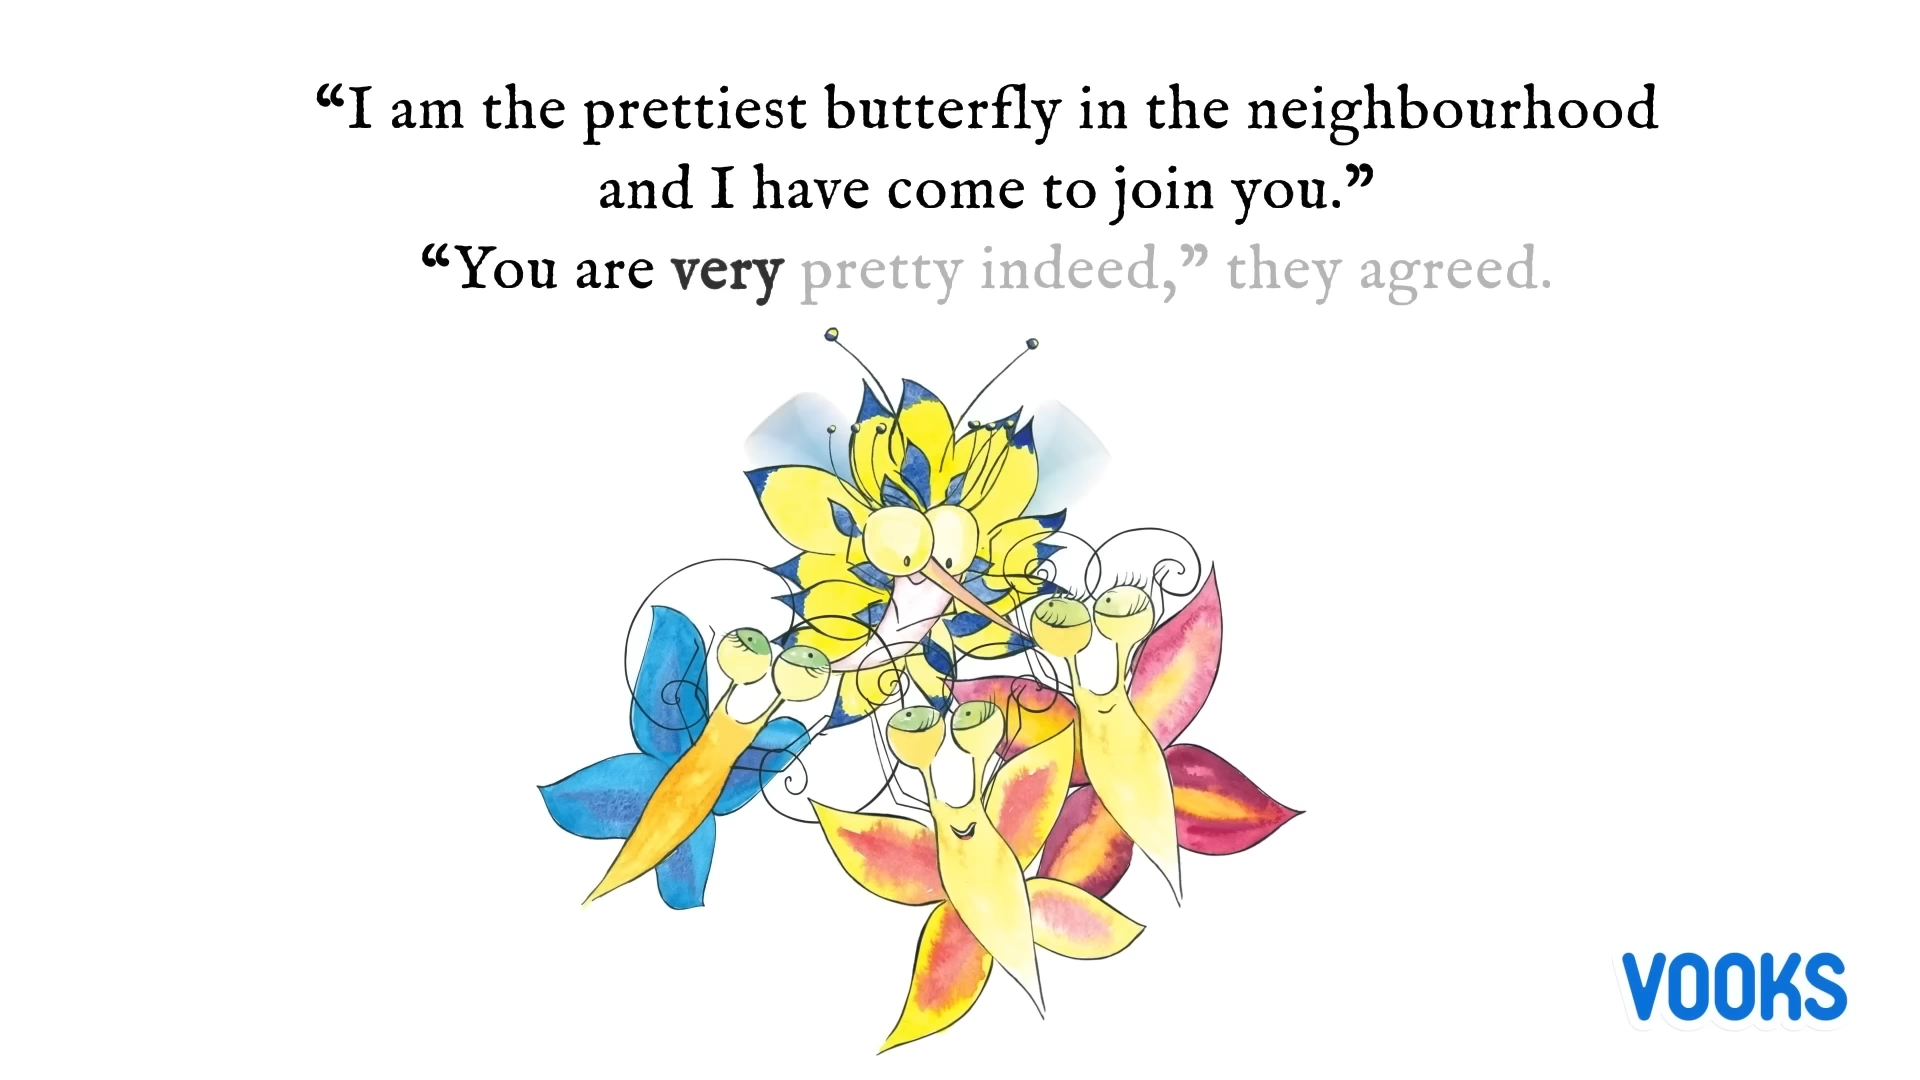 “I am the prettiest butterfly in the neighbourhood
and I have come to join you.”
“You are very pretty indeed,” they agreed.
VOOKS